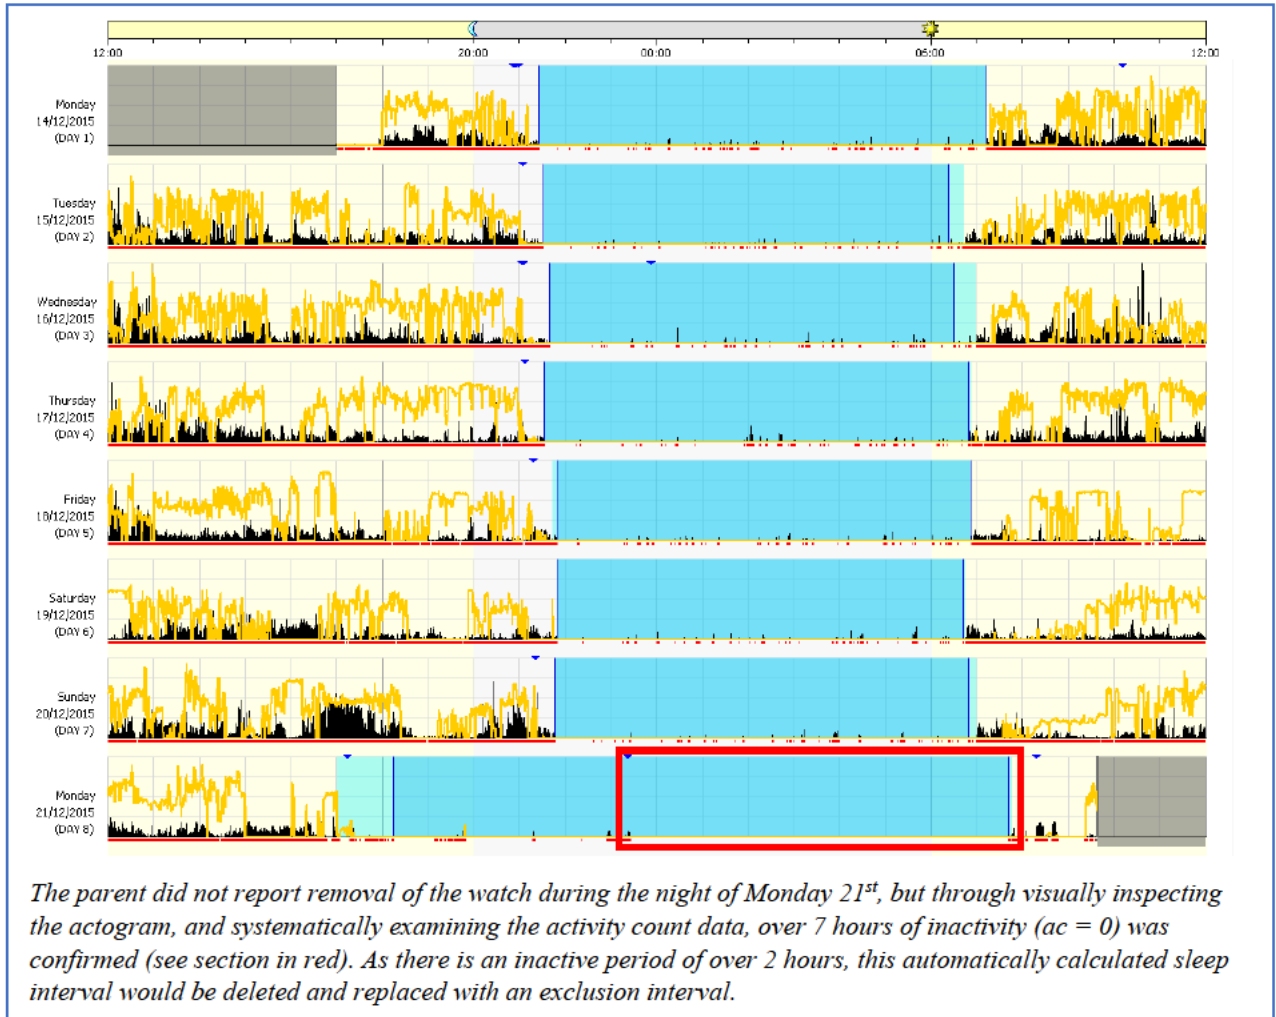 12:00 20:00 00:00 05:00 12:00
Monday
14/12/2015
(DAY 1)
Tuesday
15/12/2015
(DAY 2)
Wednesday
16/12/2015
(DAY 3)
Thursday
17/12/2015
(DAY 4)
Friday
18/12/2015
(DAY 5)
Saturday
19/12/2015
(DAY 6)
Sunday
20/12/2015
(DAY 7)
Monday
21/12/2015
(DAY 8)
The parent did not report removal of the watch during the night of Monday 21st, but through visually inspecting
the actogram, and systematically examining the activity count data, over 7 hours of inactivity (ac = 0) was
confirmed (see section in red). As there is an inactive period of over 2 hours, this automatically calculated sleep
interval would be deleted and replaced with an exclusion interval.